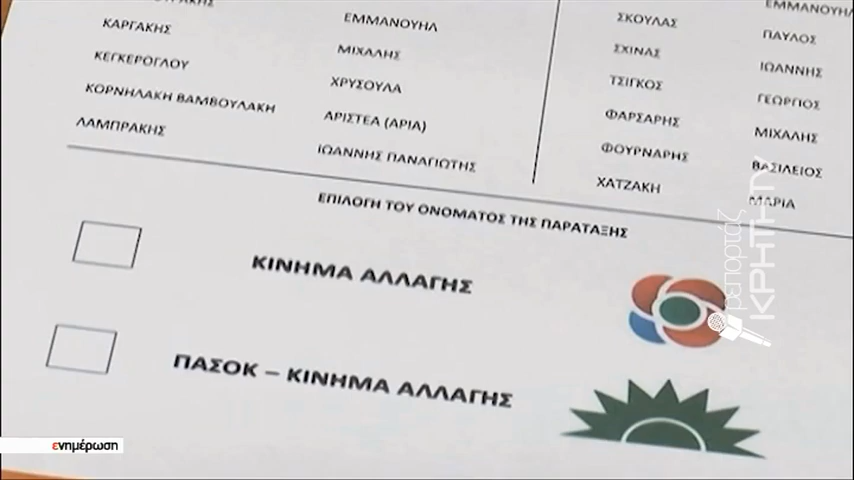 ΚΑΡΓΑΚΗΣ ΕΜΜΑΝΟΥΗΛ
ΚΕΓΚΕΡΟΓΛΟΥ ΜΙΧΑΛΗΣ
ΚΟΡΝΗΛΑΚΗ ΒΑΜΒΟΥΛΑΚΗ ΧΡΥΣΟΥΛΑ
ΛΑΜΠΡΑΚΗΣ ΑΡΙΣΤΕΑ (ΑΡΙΑ)
ΙΩΑΝΝΗΣ ΠΑΝΑΓΙΩΤΗΣ
ΕΜΜΑΝΟΥΗΛ
ΣΚΟΥΛΑΣ ΠΑΥΛΟΣ
ΣΧΙΝΑΣ ΙΩΑΝΝΗΣ
ΤΣΙΓΚΟΣ ΓΕΩΡΓΙΟΣ
ΦΑΡΣΑΡΗΣ ΜΙΧΑΛΗΣ
ΦΟΥΡΝΑΡΗΣ ΒΑΣΙΛΕΙΟΣ
ΧΑΤΖΑΚΗ ΜΑΡΙΑ
ΕΠΙΛΟΓΗ ΤΟΥ ΟΝΟΜΑΤΟΣ ΤΗΣ ΠΑΡΑΤΑΞΗΣ
ΚΙΝΗΜΑ ΑΛΛΑΓΗΣ
ΠΑΣΟΚ – ΚΙΝΗΜΑ ΑΛΛΑΓΗΣ
ρεπορτάζ
ΚΡΗΤΗ TV
ενημέρωση